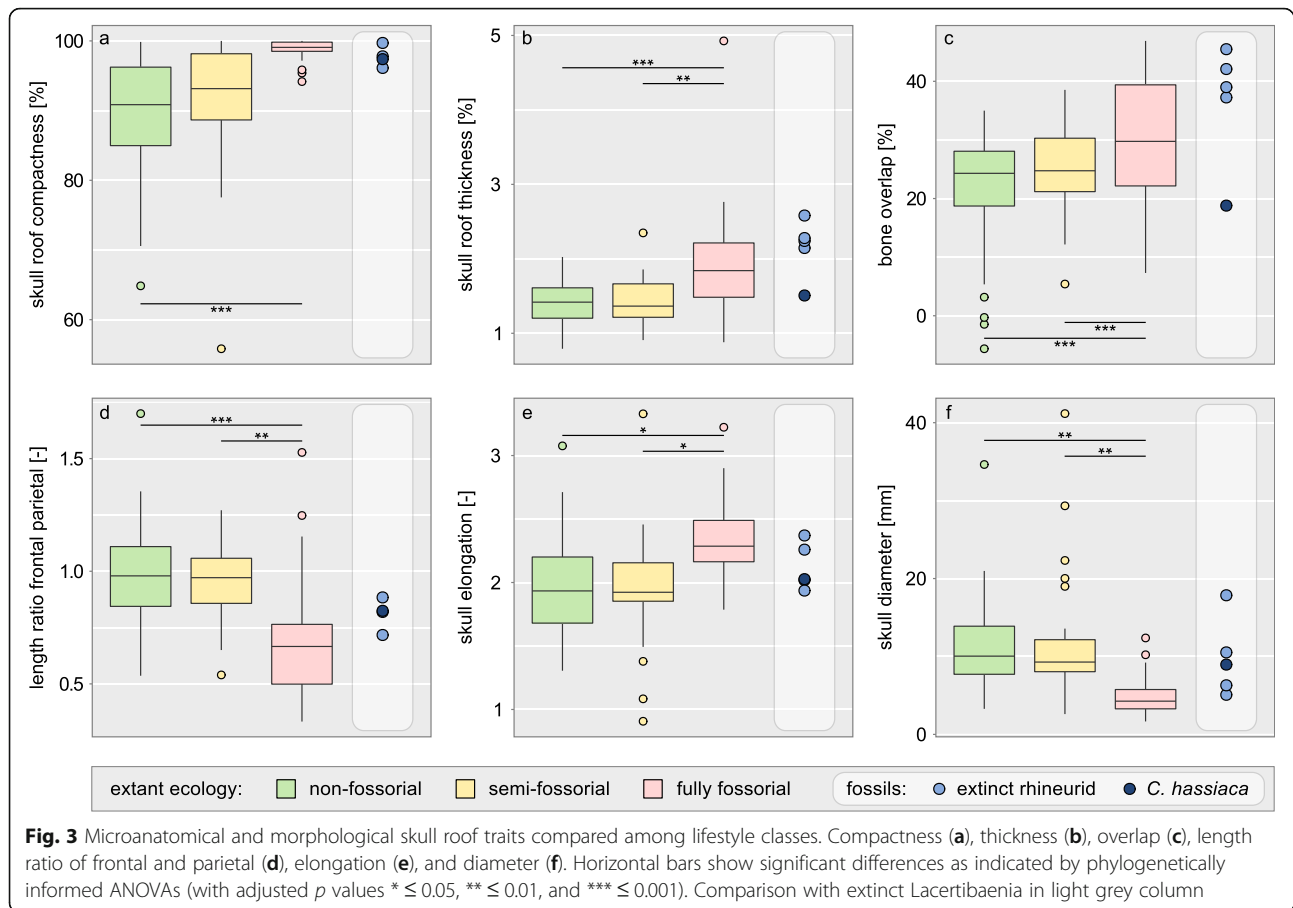 a
100
80
60
skull roof compactness [%]
***
b
5
3
1
skull roof thickness [%]
***
**
c
40
20
0
bone overlap [%]
***
***
d
1.5
1.0
0.5
length ratio frontal parietal [-]
***
**
e
3
2
1
skull elongation [-]
*
*
f
40
20
0
skull diameter [mm]
**
**
extant ecology: non-fossorial semi-fossorial fully fossorial fossils: extinct rhineurid C. hassiaca
Fig. 3 Microanatomical and morphological skull roof traits compared among lifestyle classes. Compactness (a), thickness (b), overlap (c), length
ratio of frontal and parietal (d), elongation (e), and diameter (f). Horizontal bars show significant differences as indicated by phylogenetically
informed ANOVAs (with adjusted p values * ≤ 0.05, ** ≤ 0.01, and *** ≤ 0.001). Comparison with extinct Lacertibaenia in light grey column